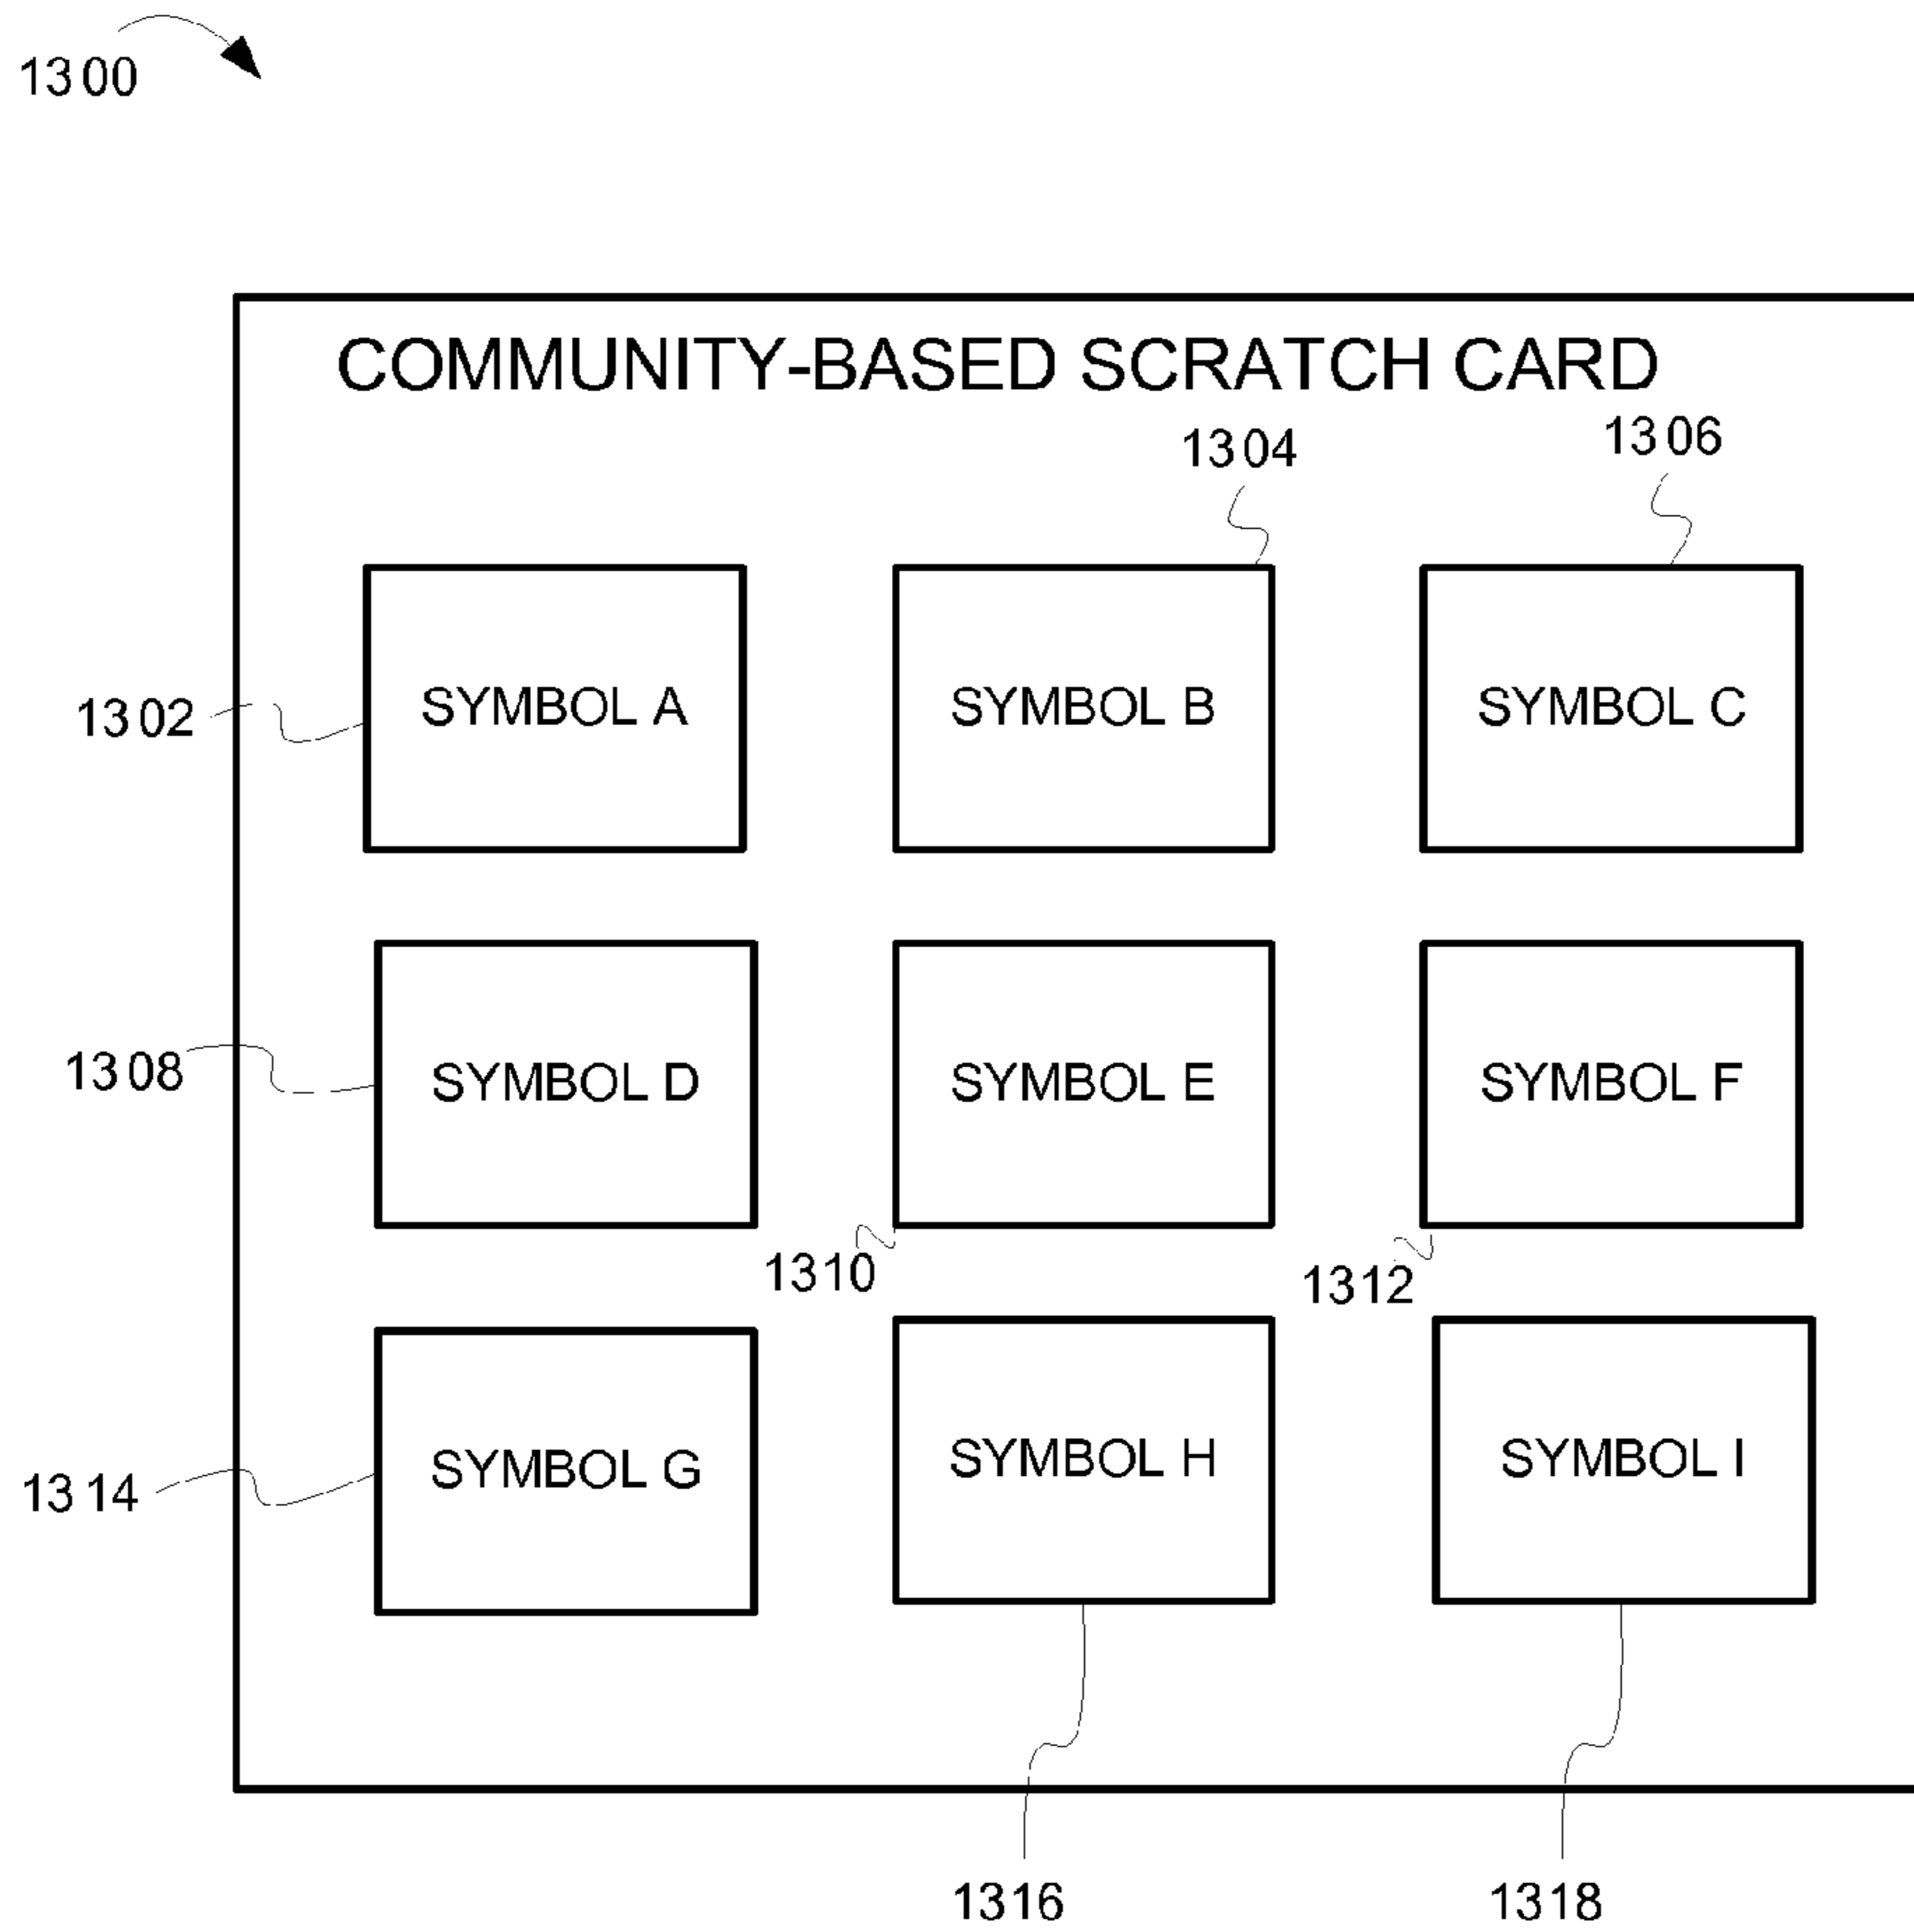 1300
COMMUNITY-BASED SCRATCH CARD
1304
1306
1302
SYMBOL A
SYMBOL B
SYMBOL C
1308
SYMBOL D
SYMBOL E
SYMBOL F
1310
1312
1314
SYMBOL G
SYMBOL H
SYMBOL I
1316
1318